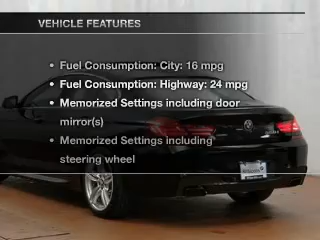 VEHICLE FEATURES
• Fuel Consumption: City: 16 mpg
• Fuel Consumption: Highway: 24 mpg
• Memorized Settings including door
mirror(s)
• Memorized Settings including
steering wheel